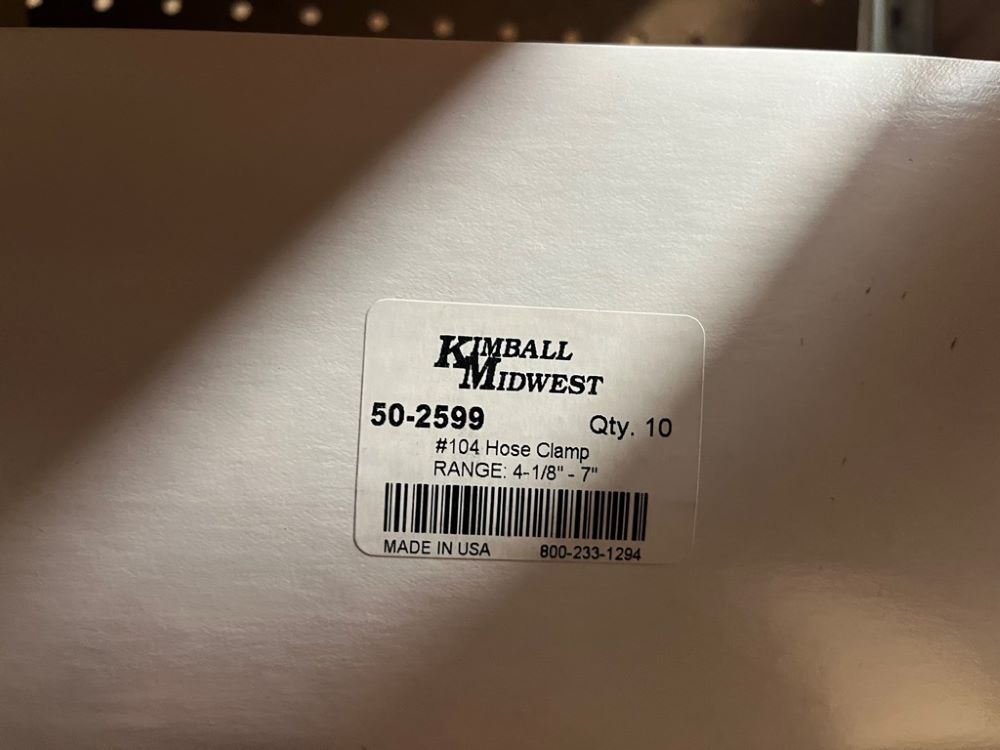 KIMBALL
MIDWEST
50-2599 Qty. 10
#104 Hose Clamp
RANGE: 4-1/8" - 7"
MADE IN USA 800-233-1294